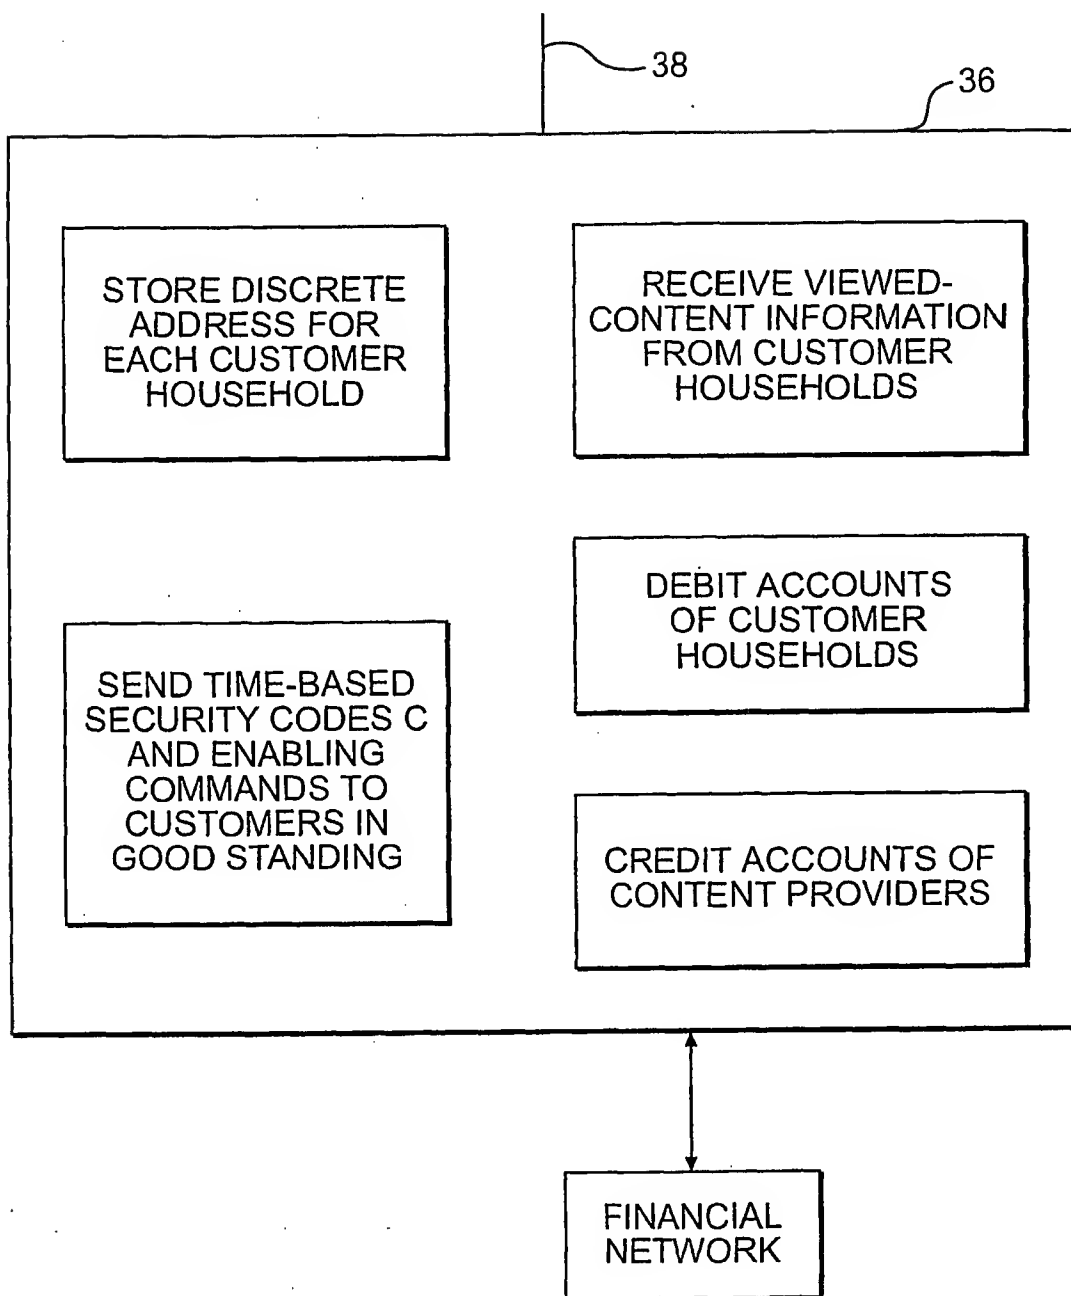 38
36
STORE DISCRETE
ADDRESS FOR
EACH CUSTOMER
HOUSEHOLD
RECEIVE VIEWED-
CONTENT INFORMATION
FROM CUSTOMER
HOUSEHOLDS
SEND TIME-BASED
SECURITY CODES C
AND ENABLING
COMMANDS TO
CUSTOMERS IN
GOOD STANDING
DEBIT ACCOUNTS
OF CUSTOMER
HOUSEHOLDS
CREDIT ACCOUNTS OF
CONTENT PROVIDERS
FINANCIAL
NETWORK